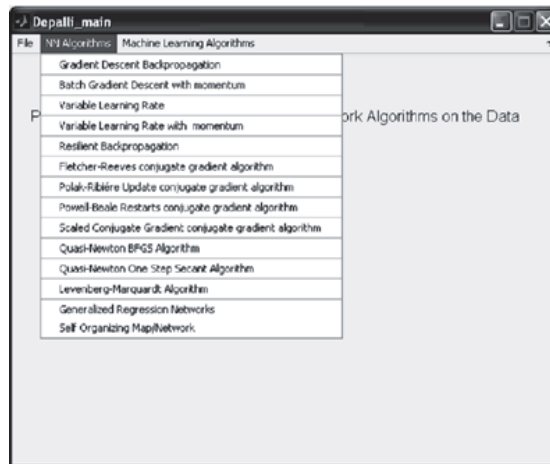 Depalli_main
File NN Algorithms Machine Learning Algorithms
Gradient Descent Backpropagation
Batch Gradient Descent with momentum
Variable Learning Rate
P ork Algorithms on the Data
Variable Learning Rate with momentum
Resilient Backpropagation
Fletcher-Reeves conjugate gradient algorithm
Polak-Ribiére Update conjugate gradient algorithm
Powell-Beale Restarts conjugate gradient algorithm
Scaled Conjugate Gradient conjugate gradient algorithm
Quasi-Newton BFGS Algorithm
Quasi-Newton One Step Secant Algorithm
Levenberg-Marquardt Algorithm
Generalized Regression Networks
Self Organizing Map/Network